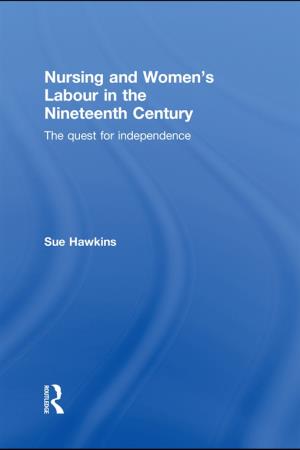 Nursing and Women's
Labour in the
Nineteenth Century
The quest for independence
Sue Hawkins
ROUTLEDGE